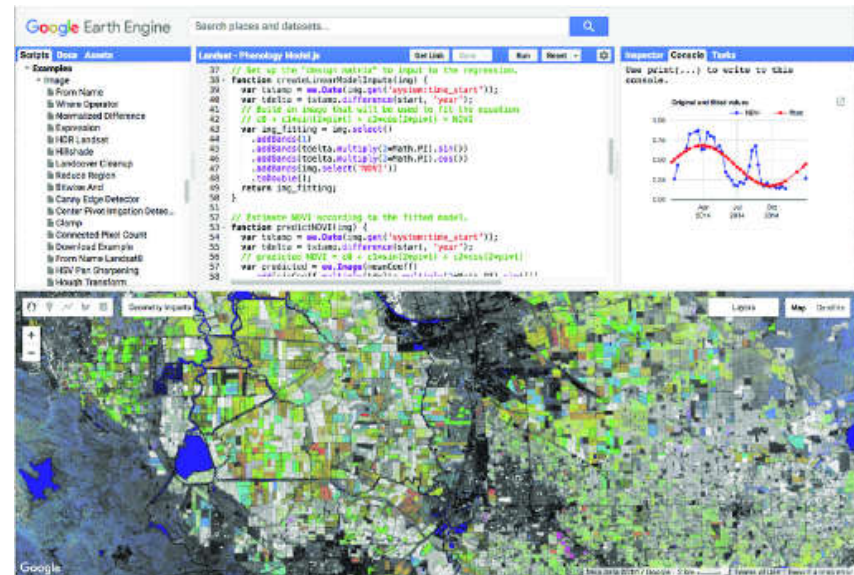 Google Earth Engine
Search places and datasets...
Scripts Docs Assets
Examples
Image
From Name
Where Operator
Normalized Difference
Expression
HDR Landset
Hillshade
Landcover Cleanup
Reduce Region
Bitwise And
Canny Edge Detector
Center Pivot Irrigation Detec...
Clamp
Connected Pixel Count
Download Example
From Name Landsat8
HSV Pan Sharpening
Hough Transform
Landsat - Phenology Model.js
Get Link
Run
Reset
37 // Set up the "design matrix" to input to the regression.
38 function createLinearModelInputs(img) {
39 var tstamp = ee.Date(img.get('system:time_start'));
40 var tdelta = tstamp.difference(start, 'year');
41 // Build an image that will be used to fit the equation
42 // c0 + c1*sin(2*pi*t) + c2*cos(2*pi*t) = NDVI
43 var img_fitting = img.select()
44 .addBands(1)
45 .addBands(tdelta.multiply(2*Math.PI).sin())
46 .addBands(tdelta.multiply(2*Math.PI).cos())
47 .addBands(img.select('NDVI'))
48 .toDouble();
49 return img_fitting;
50 }
51
52 // Estimate NDVI according to the fitted model.
53 function predictNDVI(img) {
54 var tstamp = ee.Date(img.get('system:time_start'));
55 var tdelta = tstamp.difference(start, 'year');
56 // predicted NDVI = c0 + c1*sin(2*pi*t) + c2*cos(2*pi*t)
57 var predicted = ee.Image(meanCoeff)
58
Inspector Console Tasks
Use print(...) to write to this
console.
Original and fitted values
NDVI
Apr
2014
Jul
2014
Oct
2014
Geometry Imports
Layers
Map
Satellite
+
-
Google